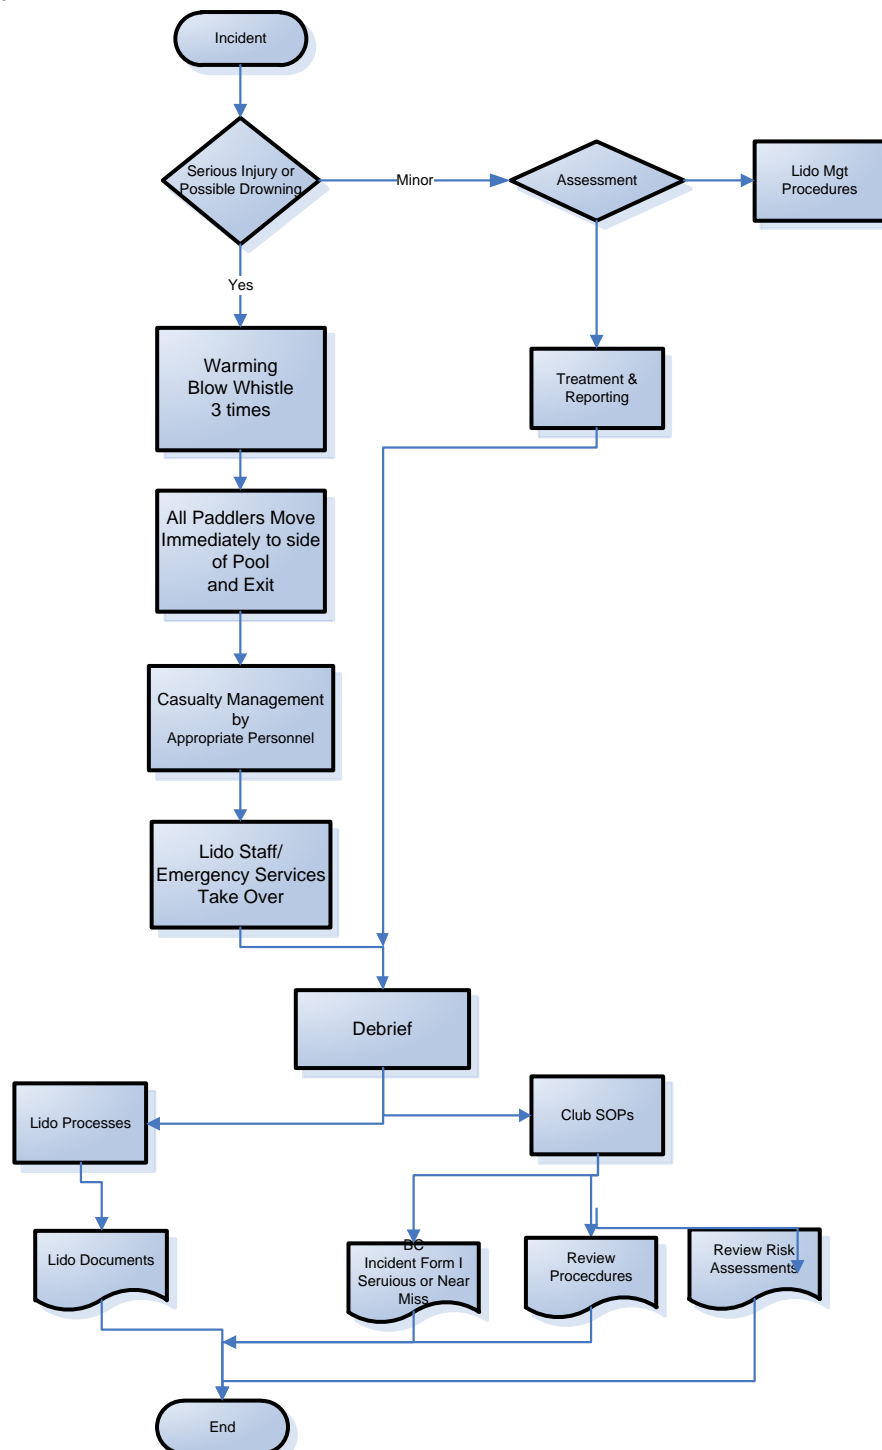 Incident
Serious Injury or
Possible Drowning
Minor
Assessment
Lido Mgt
Procedures
Yes
Warming
Blow Whistle
3 times
Treatment &
Reporting
All Paddlers Move
Immediately to side
of Pool
and Exit
Casualty Management
by
Appropriate Personnel
Lido Staff/
Emergency Services
Take Over
Debrief
Lido Processes
Club SOPs
Lido Documents
BC
Incident Form I
Seruious or Near
Miss
Review
Procedures
Review Risk
Assessments
End